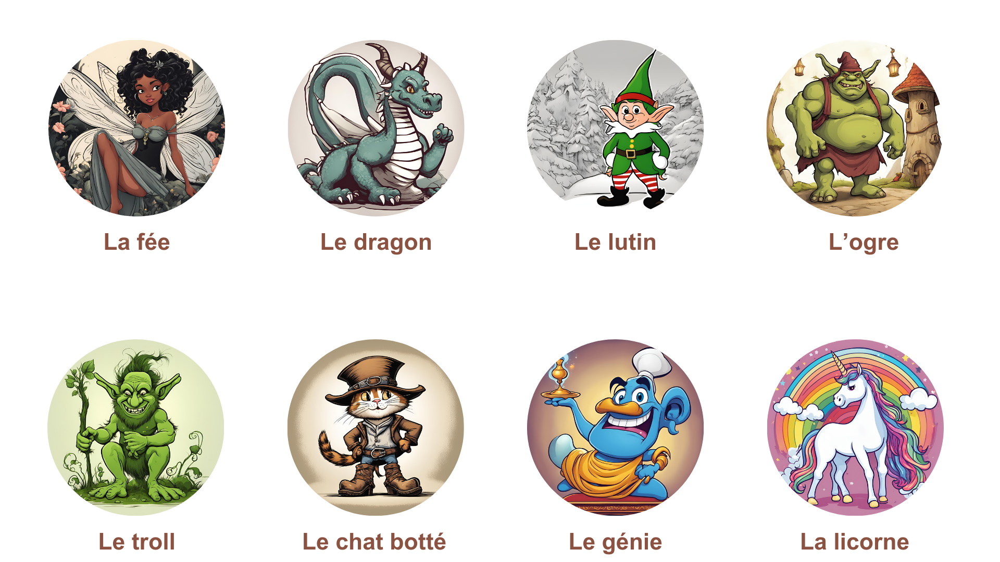 La fée
Le dragon
Le lutin
L’ogre
Le troll
Le chat botté
Le génie
La licorne